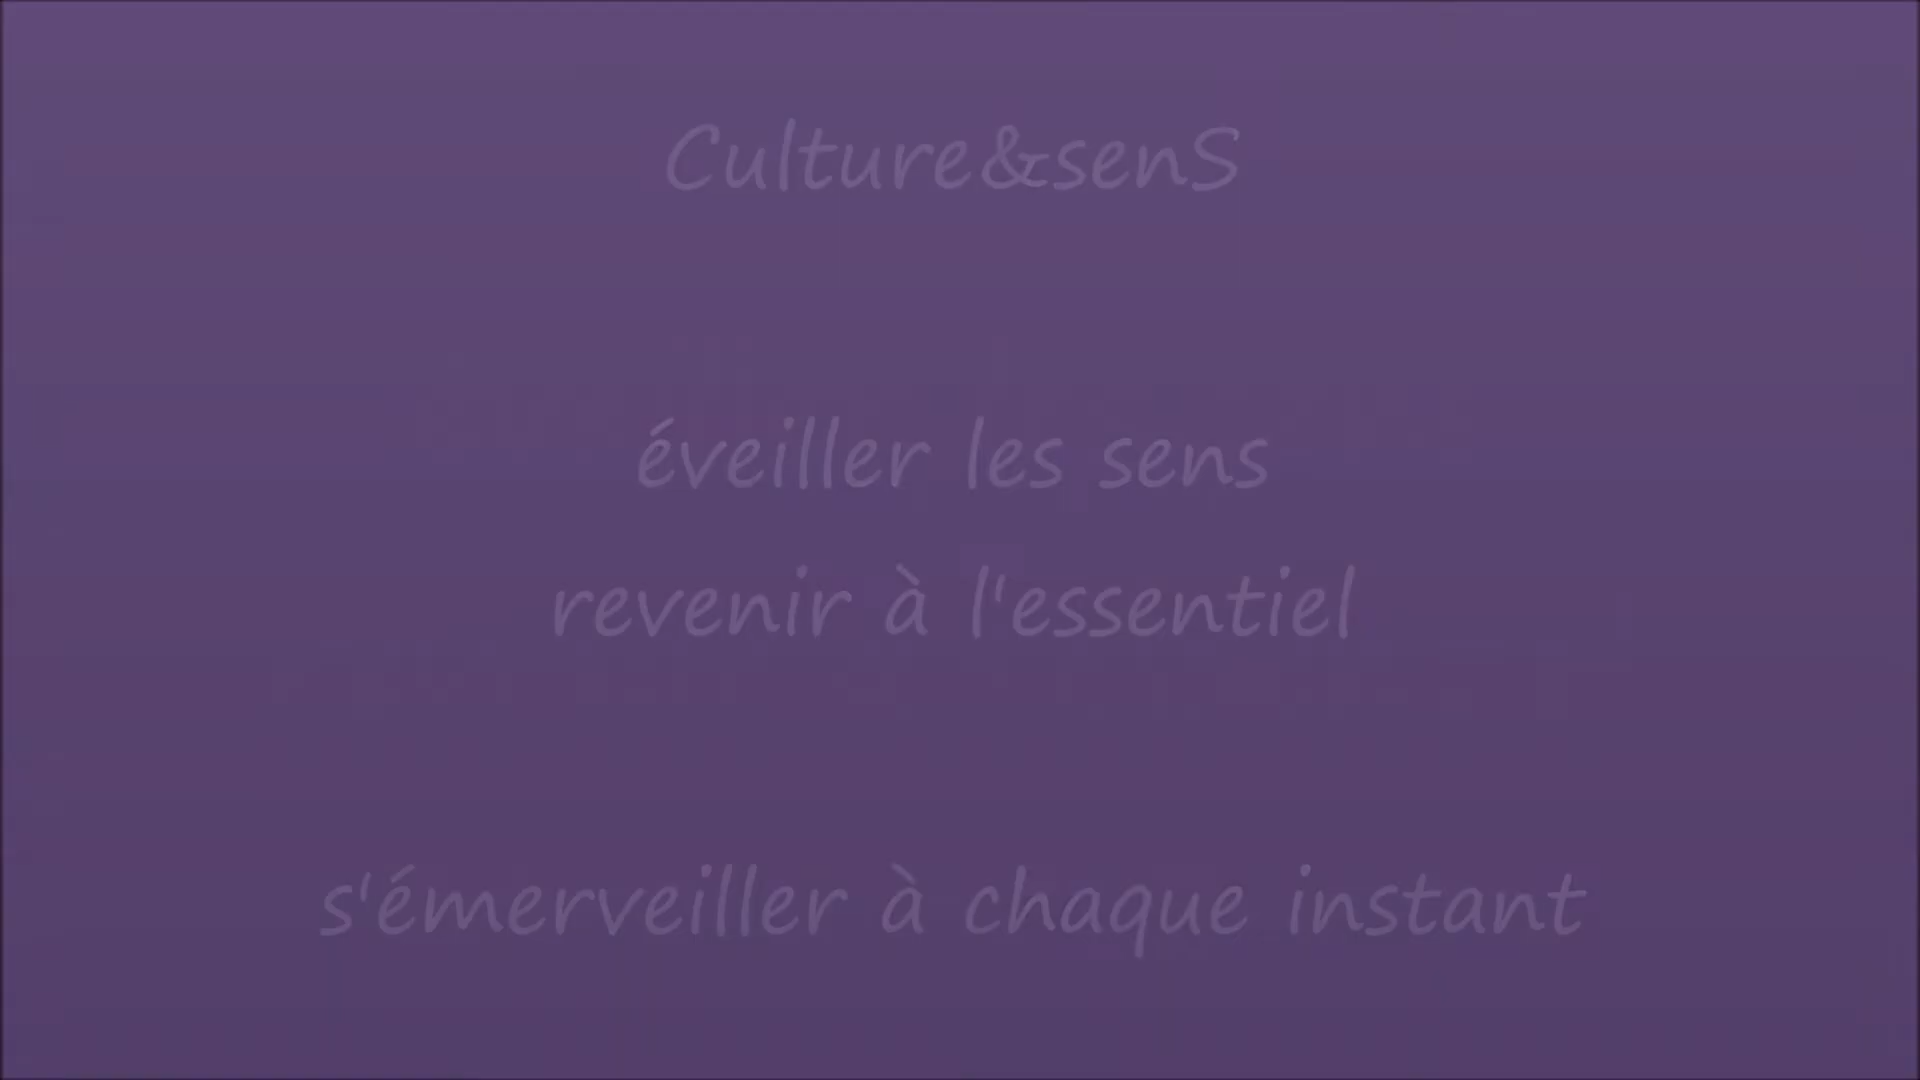 Culture&senS
éveiller les sens
revenir à l'essentiel
s'émerveiller à chaque instant